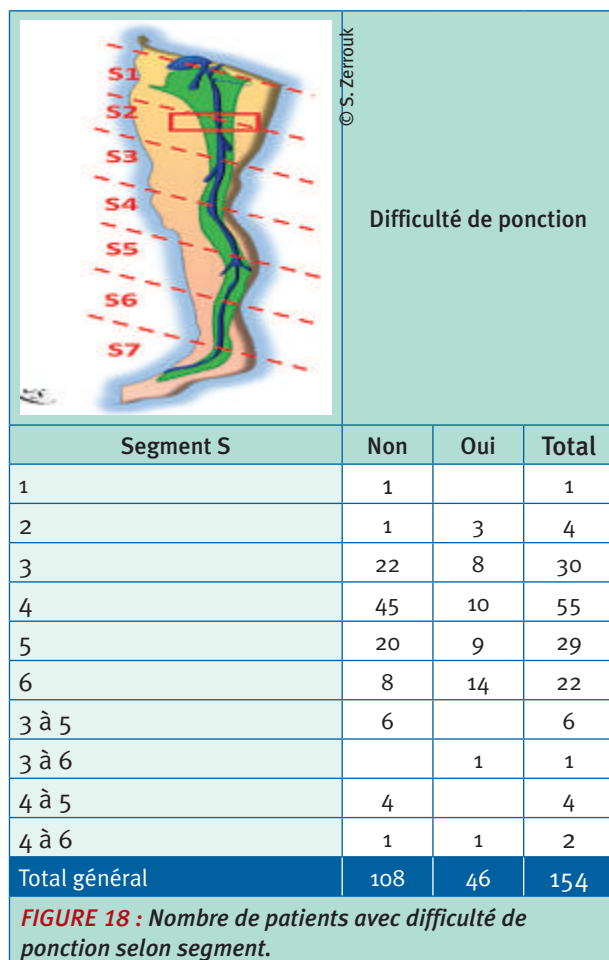 © S. Zerrouk
S1
S2
S3
S4
S5
S6
S7
Difficulté de ponction
Segment S Non Oui Total
1 1 1
2 1 3 4
3 22 8 30
4 45 10 55
5 20 9 29
6 8 14 22
3 à 5 6 6
3 à 6 1 1
4 à 5 4 4
4 à 6 1 1 2
Total général 108 46 154
FIGURE 18 : Nombre de patients avec difficulté de
ponction selon segment.